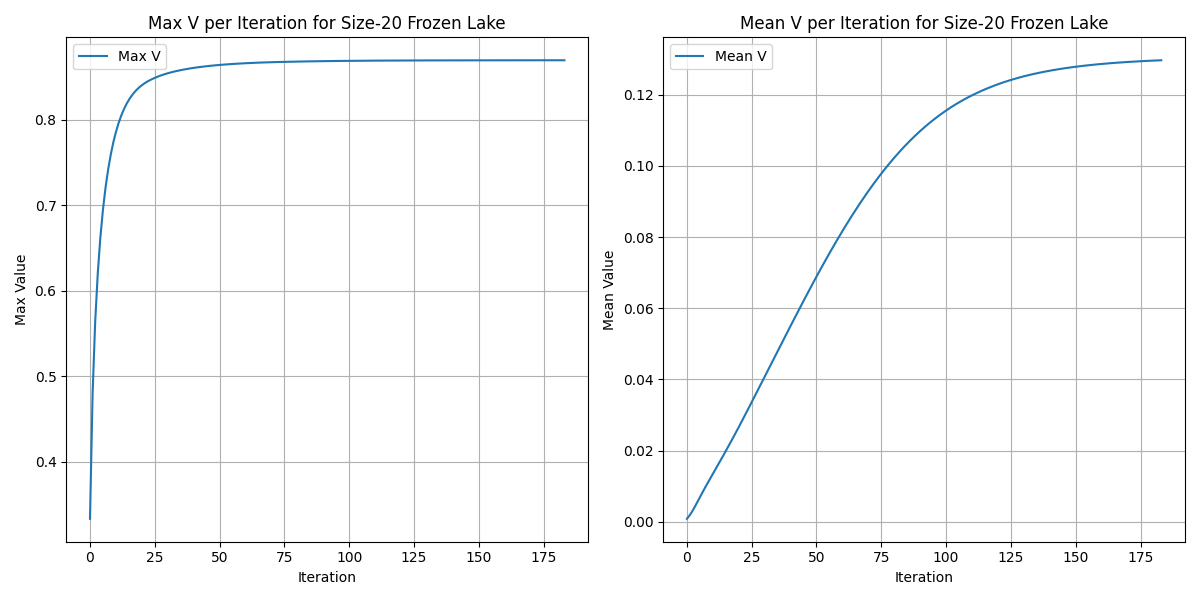 Max V per Iteration for Size-20 Frozen Lake
Max V
0.8
0.7
0.6
0.5
0.4
Max Value
0 25 50 75 100 125 150 175
Iteration
Mean V per Iteration for Size-20 Frozen Lake
Mean V
0.12
0.10
0.08
0.06
0.04
0.02
0.00
Mean Value
0 25 50 75 100 125 150 175
Iteration